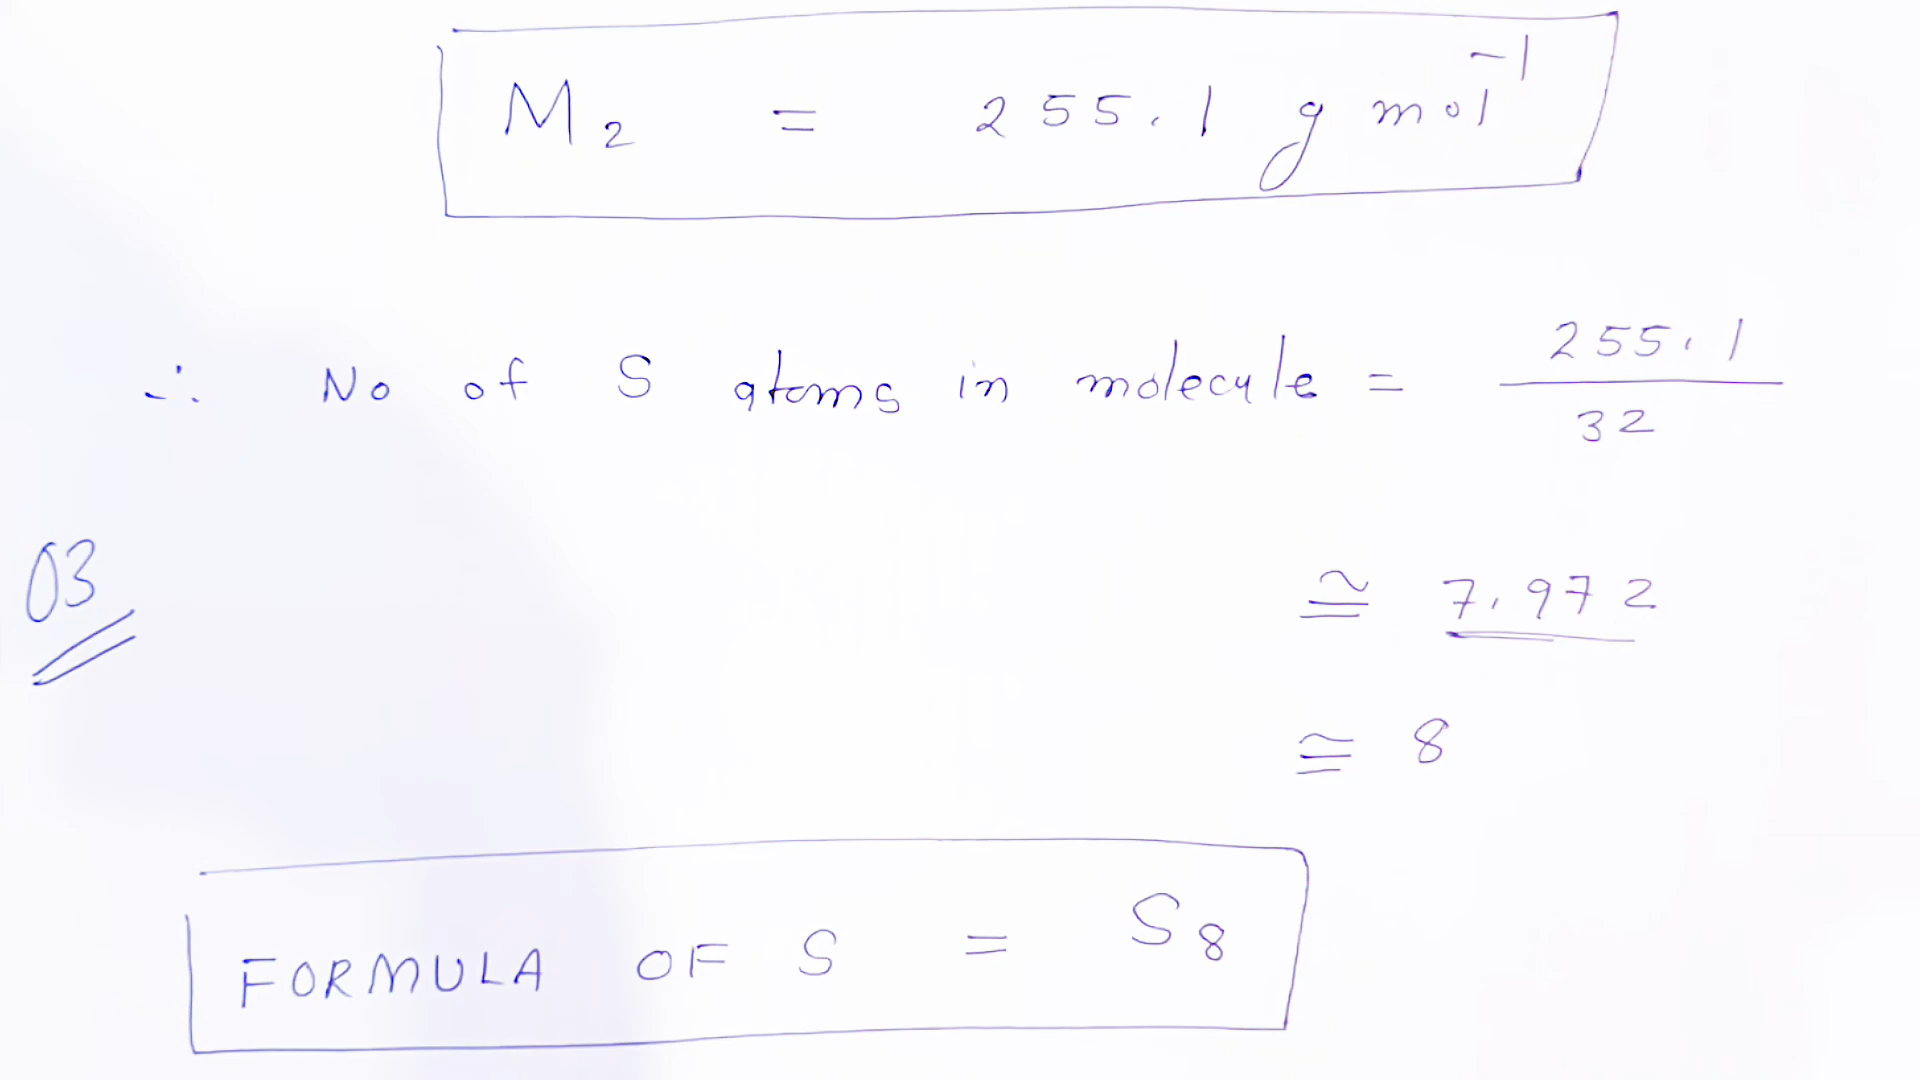 M₂ = 255.1 g mol⁻¹
∴ No of S atoms in molecule = 255.1 / 32
03
≅ 7.972
≅ 8
FORMULA OF S = S₈